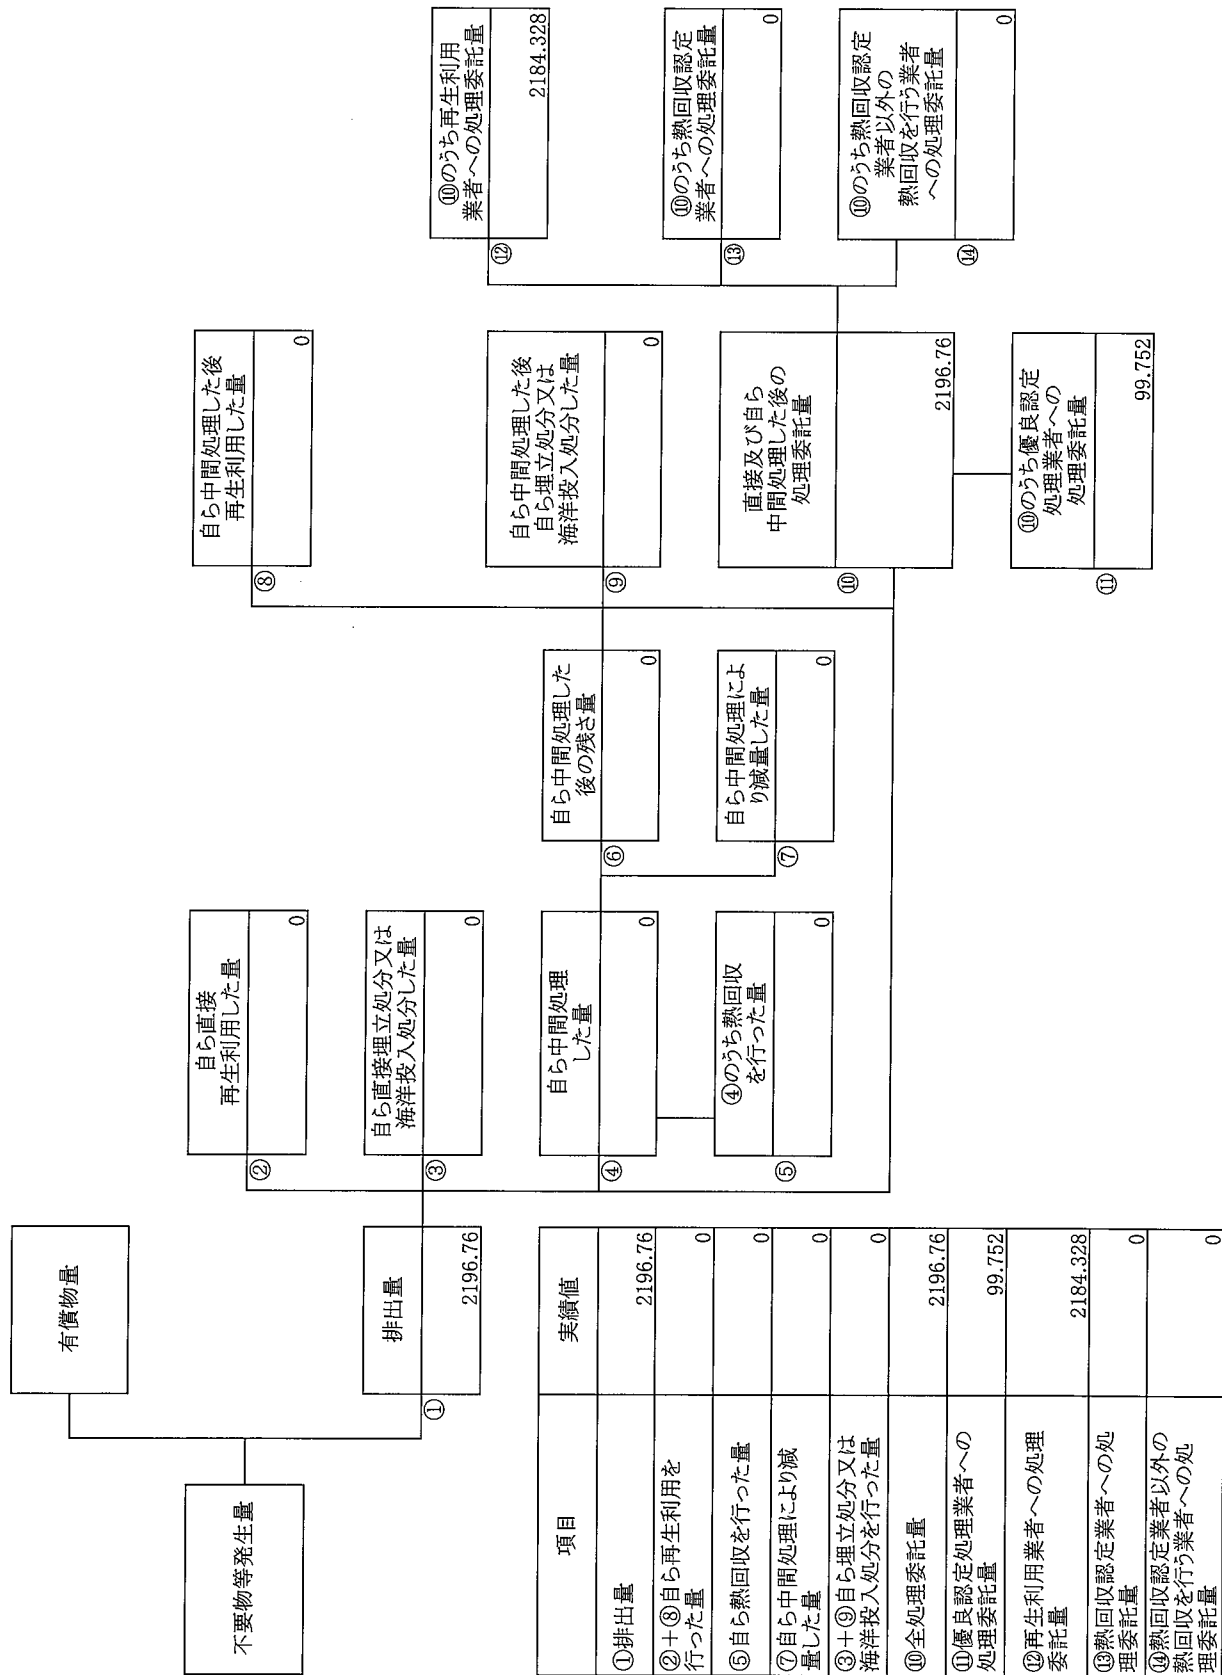 不要物等発生量
有償物量
①
排出量
2196.76
②
自ら直接
再生利用した量
0
③
自ら直接埋立処分又は
海洋投入処分した量
0
④
自ら中間処理
した量
0
⑤
④のうち熱回収
を行った量
0
⑥
自ら中間処理した
後の残さ量
0
⑦
自ら中間処理によ
り減量した量
0
⑧
自ら中間処理した後
再生利用した量
0
⑨
自ら中間処理した後
自ら埋立処分又は
海洋投入処分した量
0
⑩
直接及び自ら
中間処理した後の
処理委託量
2196.76
⑪
⑩のうち優良認定
処理業者への
処理委託量
99.752
⑫
⑩のうち再生利用
業者への処理委託量
2184.328
⑬
⑩のうち熱回収認定
業者への処理委託量
0
⑭
⑩のうち熱回収認定
業者以外の
熱回収を行う業者
への処理委託量
0
項目 実績値
①排出量 2196.76
②+⑧自ら再生利用を
行った量 0
⑤自ら熱回収を行った量 0
⑦自ら中間処理により減
量した量 0
③+⑨自ら埋立処分又は
海洋投入処分を行った量 0
⑩全処理委託量 2196.76
⑪優良認定処理業者への
処理委託量 99.752
⑫再生利用業者への処理
委託量 2184.328
⑬熱回収認定業者への処
理委託量 0
⑭熱回収認定業者以外の
熱回収を行う業者への処
理委託量 0